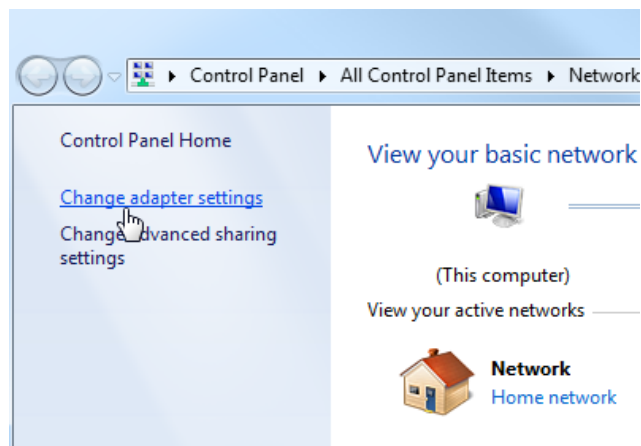 Control Panel ▸ All Control Panel Items ▸ Network
Control Panel Home
Change adapter settings
Change advanced sharing
settings
View your basic network
(This computer)
View your active networks
Network
Home network